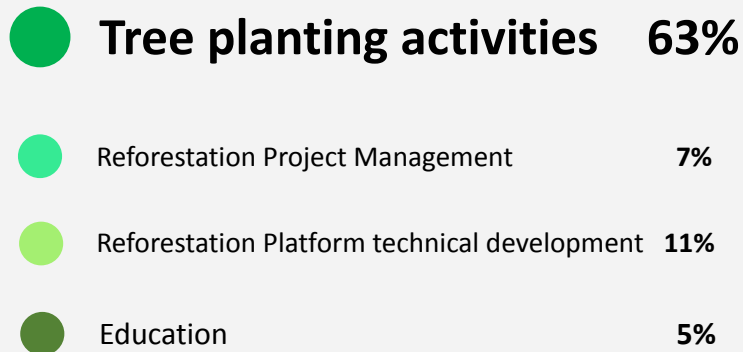 Tree planting activities 63%
Reforestation Project Management 7%
Reforestation Platform technical development 11%
Education 5%